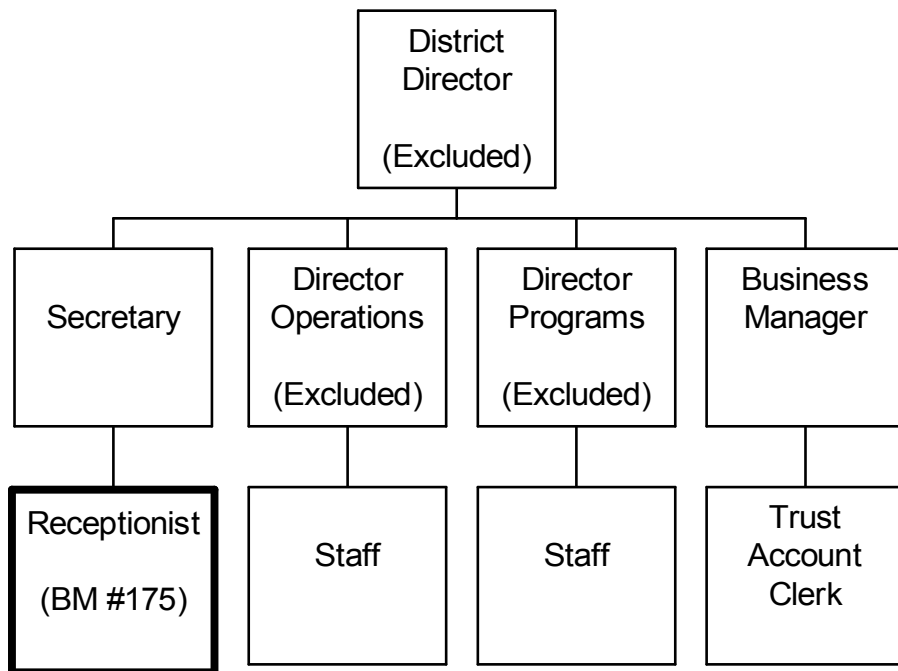 District
Director
(Excluded)
Secretary
Director
Operations
(Excluded)
Director
Programs
(Excluded)
Business
Manager
Receptionist
(BM #175)
Staff
Staff
Trust
Account
Clerk